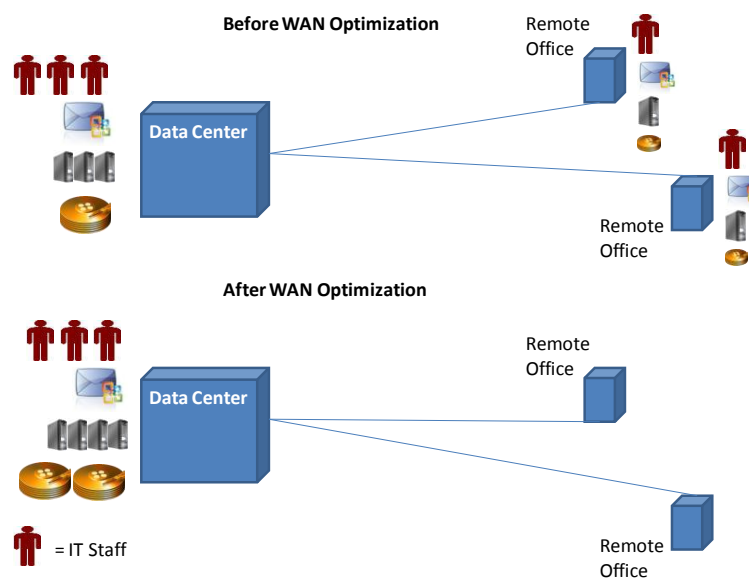 Before WAN Optimization
Remote
Office
Data Center
Remote
Office
After WAN Optimization
Remote
Office
Data Center
= IT Staff
Remote
Office